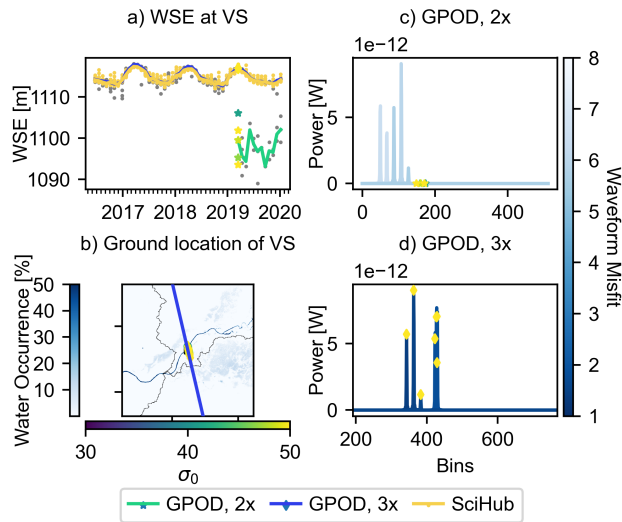 a) WSE at VS
WSE [m]
1110
1100
1090
2017 2018 2019 2020
c) GPOD, 2x
1e−12
Power [W]
5
0
0 200 400
b) Ground location of VS
Water Occurrence [%]
50
40
30
20
10
30 40 50
σ0
d) GPOD, 3x
1e−12
Power [W]
5
0
200 400 600
Bins
8
7
6
5
4
3
2
1
Waveform Misfit
GPOD, 2x GPOD, 3x SciHub